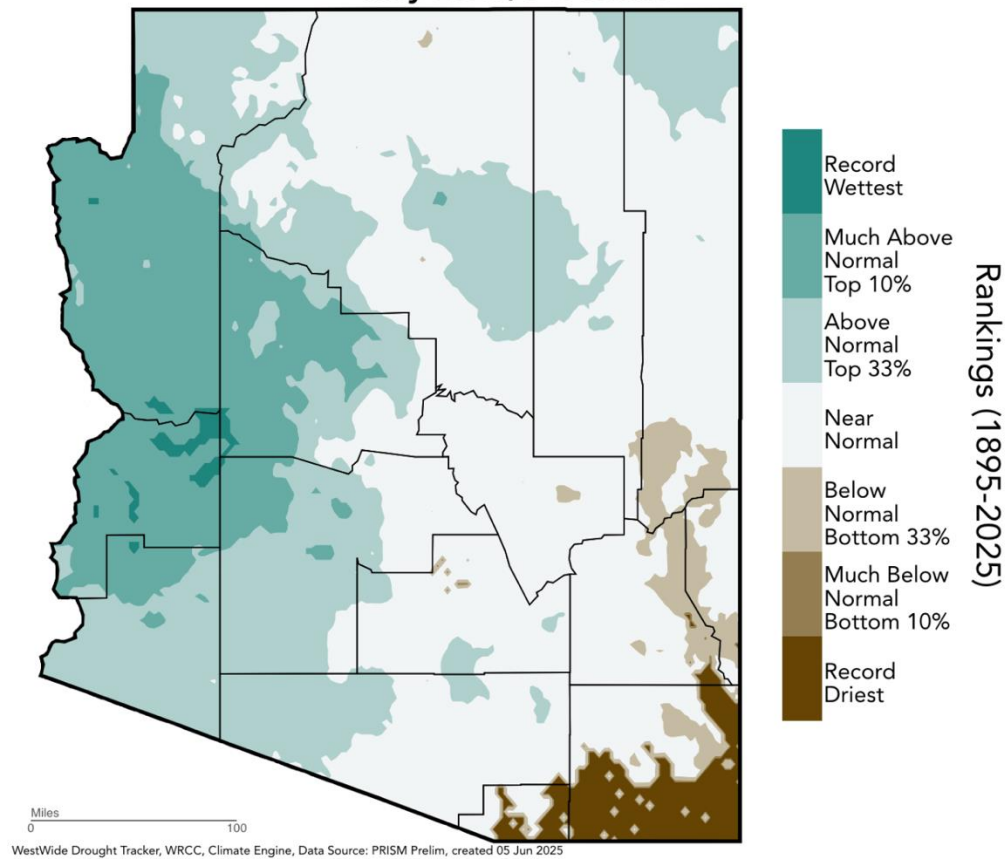 Record
Wettest
Much Above
Normal
Top 10%
Above
Normal
Top 33%
Near
Normal
Below
Normal
Bottom 33%
Much Below
Normal
Bottom 10%
Record
Driest
Rankings (1895-2025)
Miles
0 100
WestWide Drought Tracker, WRCC, Climate Engine, Data Source: PRISM Prelim, created 05 Jun 2025